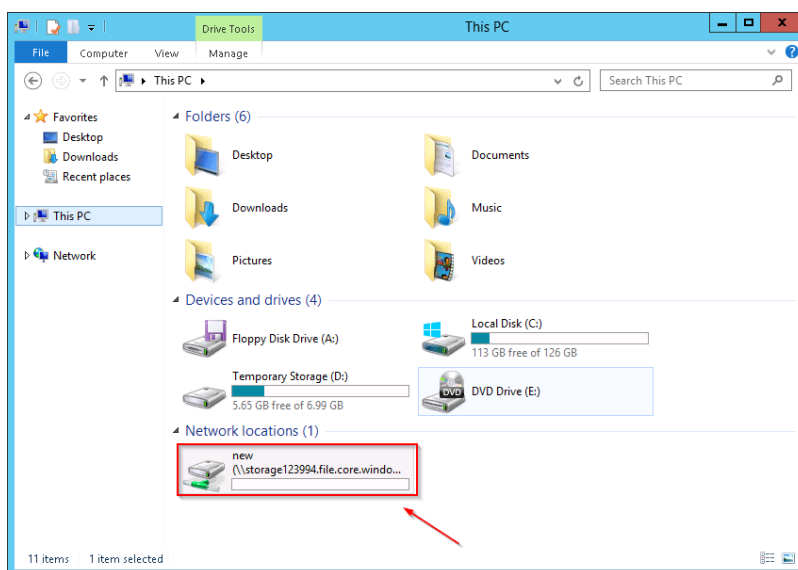 Drive Tools
This PC
File
Computer
View
Manage
This PC
Search This PC
Favorites
Desktop
Downloads
Recent places
This PC
Network
Folders (6)
Desktop
Documents
Downloads
Music
Pictures
Videos
Devices and drives (4)
Floppy Disk Drive (A:)
Local Disk (C:)
113 GB free of 126 GB
Temporary Storage (D:)
5.65 GB free of 6.99 GB
DVD
DVD Drive (E:)
Network locations (1)
new
(\\storage123994.file.core.windo...
11 items
1 item selected